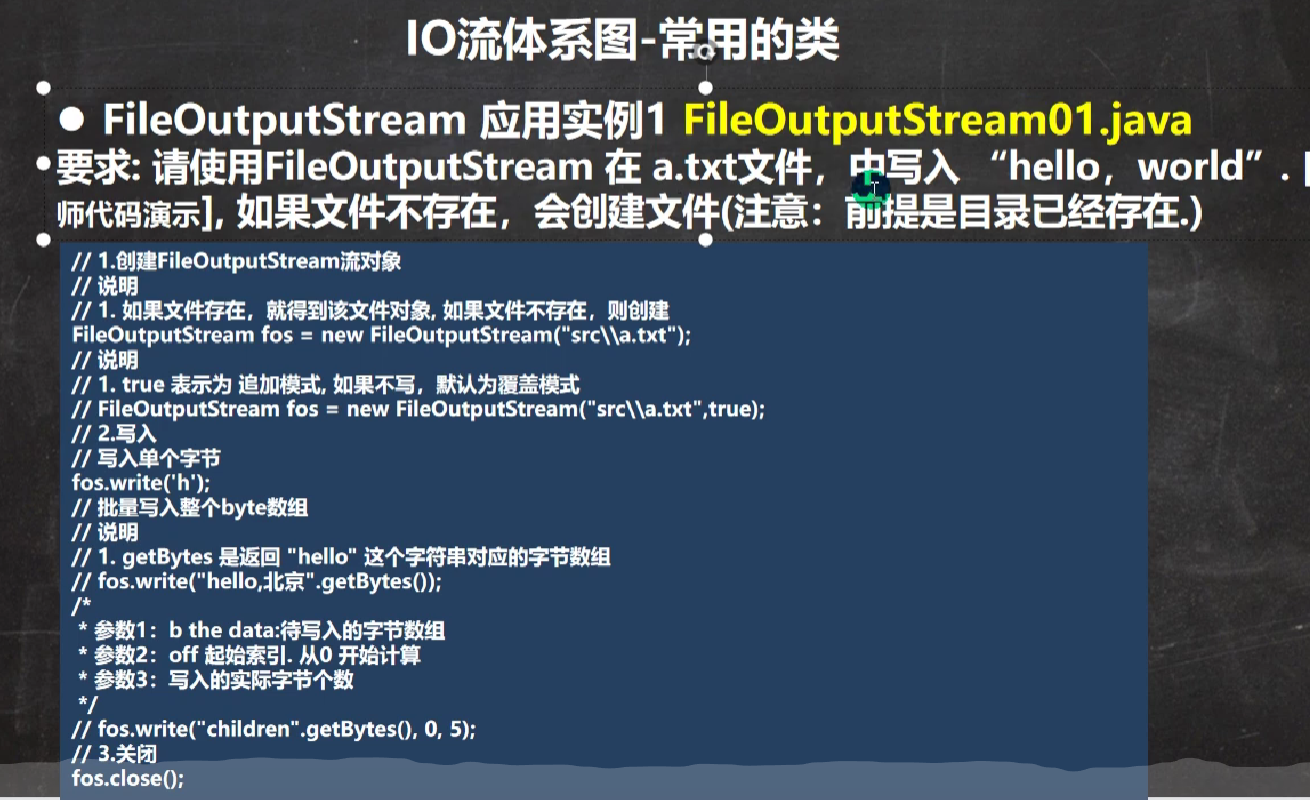 IO流体系图-常用的类
● FileOutputStream 应用实例1 FileOutputStream01.java
•要求: 请使用FileOutputStream 在 a.txt文件，中写入 “hello，world”. [
师代码演示], 如果文件不存在，会创建文件(注意：前提是目录已经存在.)
// 1.创建FileOutputStream流对象
// 说明
// 1. 如果文件存在，就得到该文件对象, 如果文件不存在，则创建
FileOutputStream fos = new FileOutputStream("src\\a.txt");
// 说明
// 1. true 表示为 追加模式, 如果不写，默认为覆盖模式
// FileOutputStream fos = new FileOutputStream("src\\a.txt",true);
// 2.写入
// 写入单个字节
fos.write('h');
// 批量写入整个byte数组
// 说明
// 1. getBytes 是返回 "hello" 这个字符串对应的字节数组
// fos.write("hello,北京".getBytes());
/*
* 参数1：b the data:待写入的字节数组
* 参数2：off 起始索引. 从0 开始计算
* 参数3：写入的实际字节个数
*/
// fos.write("children".getBytes(), 0, 5);
// 3.关闭
fos.close();